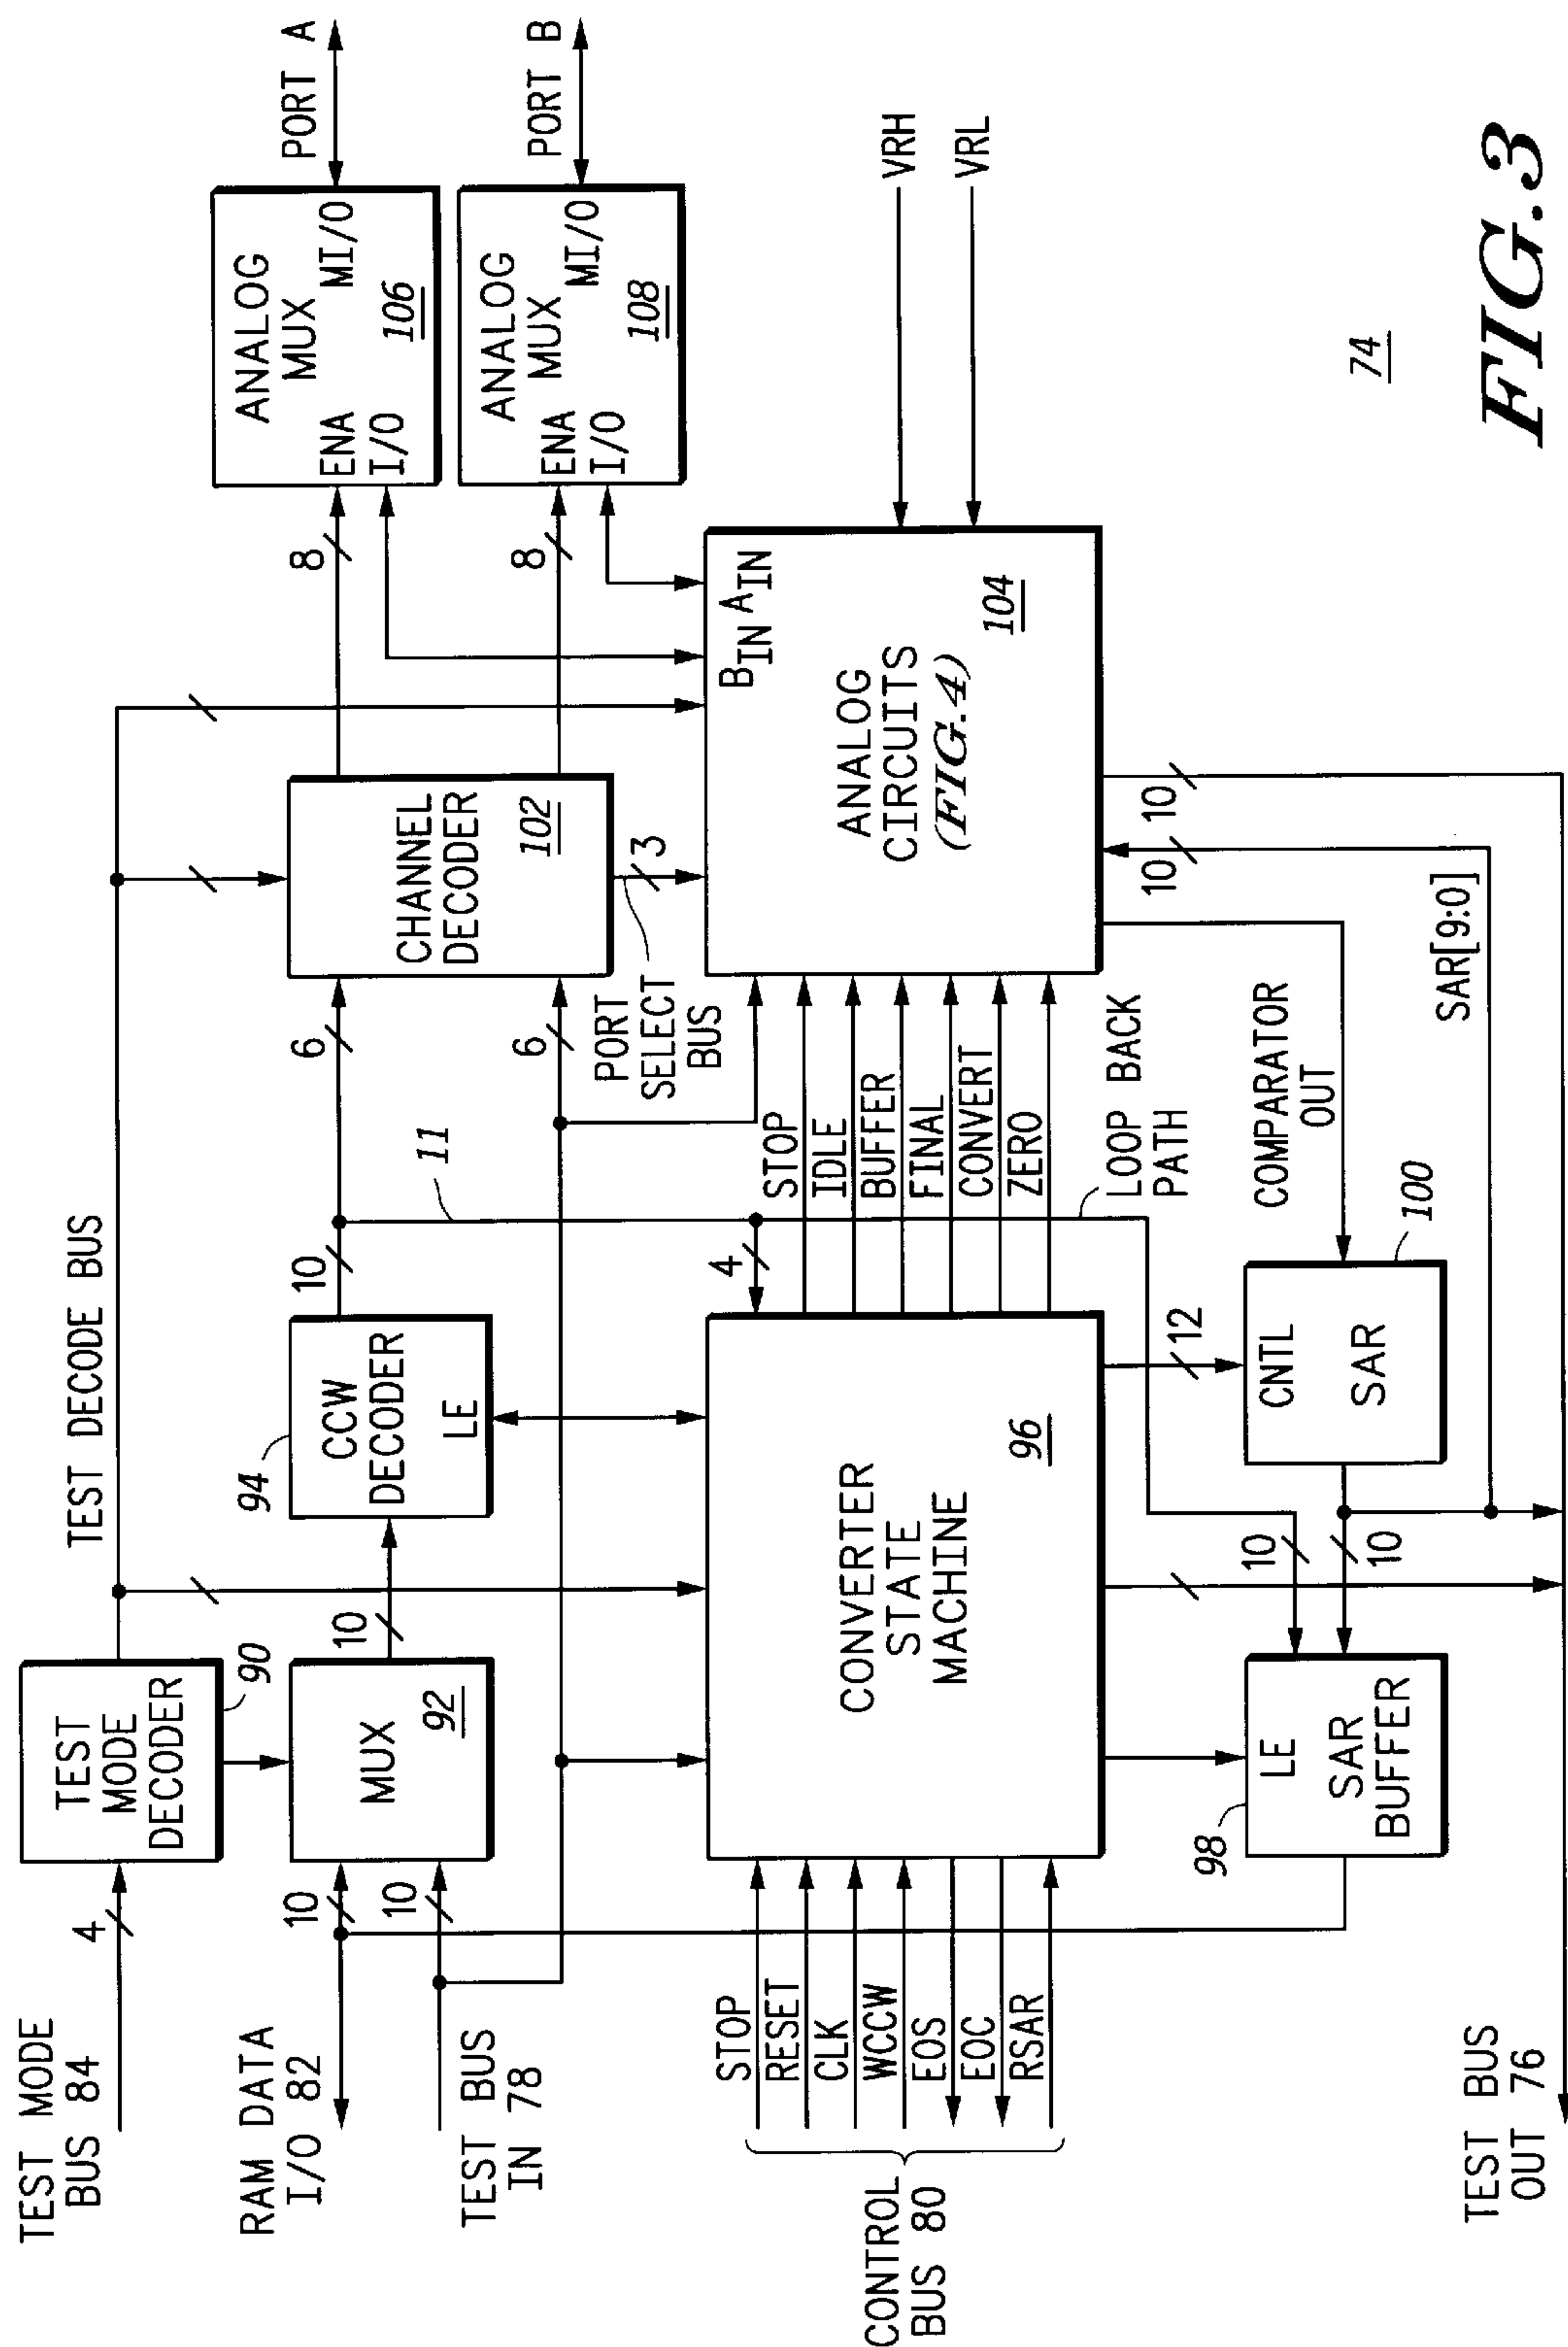 TEST MODE
BUS 84
4
TEST
MODE
DECODER
90
TEST DECODE BUS
RAM DATA
I/O 82
10
10
TEST BUS
IN 78
MUX
92
10
94
CCW
DECODER
LE
10
11
6
6
CHANNEL
DECODER
102
8
8
ANALOG
MUX
ENA
MI/O
I/O
106
PORT A
ANALOG
MUX
ENA
MI/O
I/O
108
PORT B
PORT
SELECT
BUS
3
CONTROL
BUS 80
STOP
RESET
CLK
WCCW
EOS
EOC
RSAR
CONVERTER
STATE
MACHINE
96
4
STOP
IDLE
BUFFER
FINAL
CONVERT
ZERO
LOOP BACK
PATH
BIN AIN
ANALOG
CIRCUITS
(FIG.4)
104
VRH
VRL
98
LE
SAR
BUFFER
10
10
12
CNTL
SAR
100
COMPARATOR
OUT
SAR[9:0]
10
10
TEST BUS
OUT 76
74
FIG.3